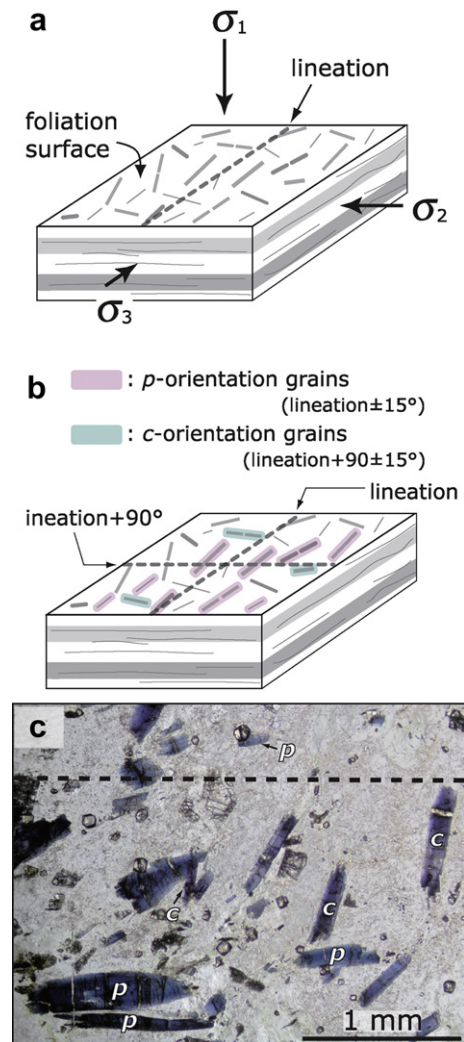 a
σ1
lineation
foliation
surface
σ2
σ3
b
: p-orientation grains
(lineation±15°)
: c-orientation grains
(lineation+90±15°)
lineation
ineation+90°
c
p
c
c
c
p
p
p
1 mm